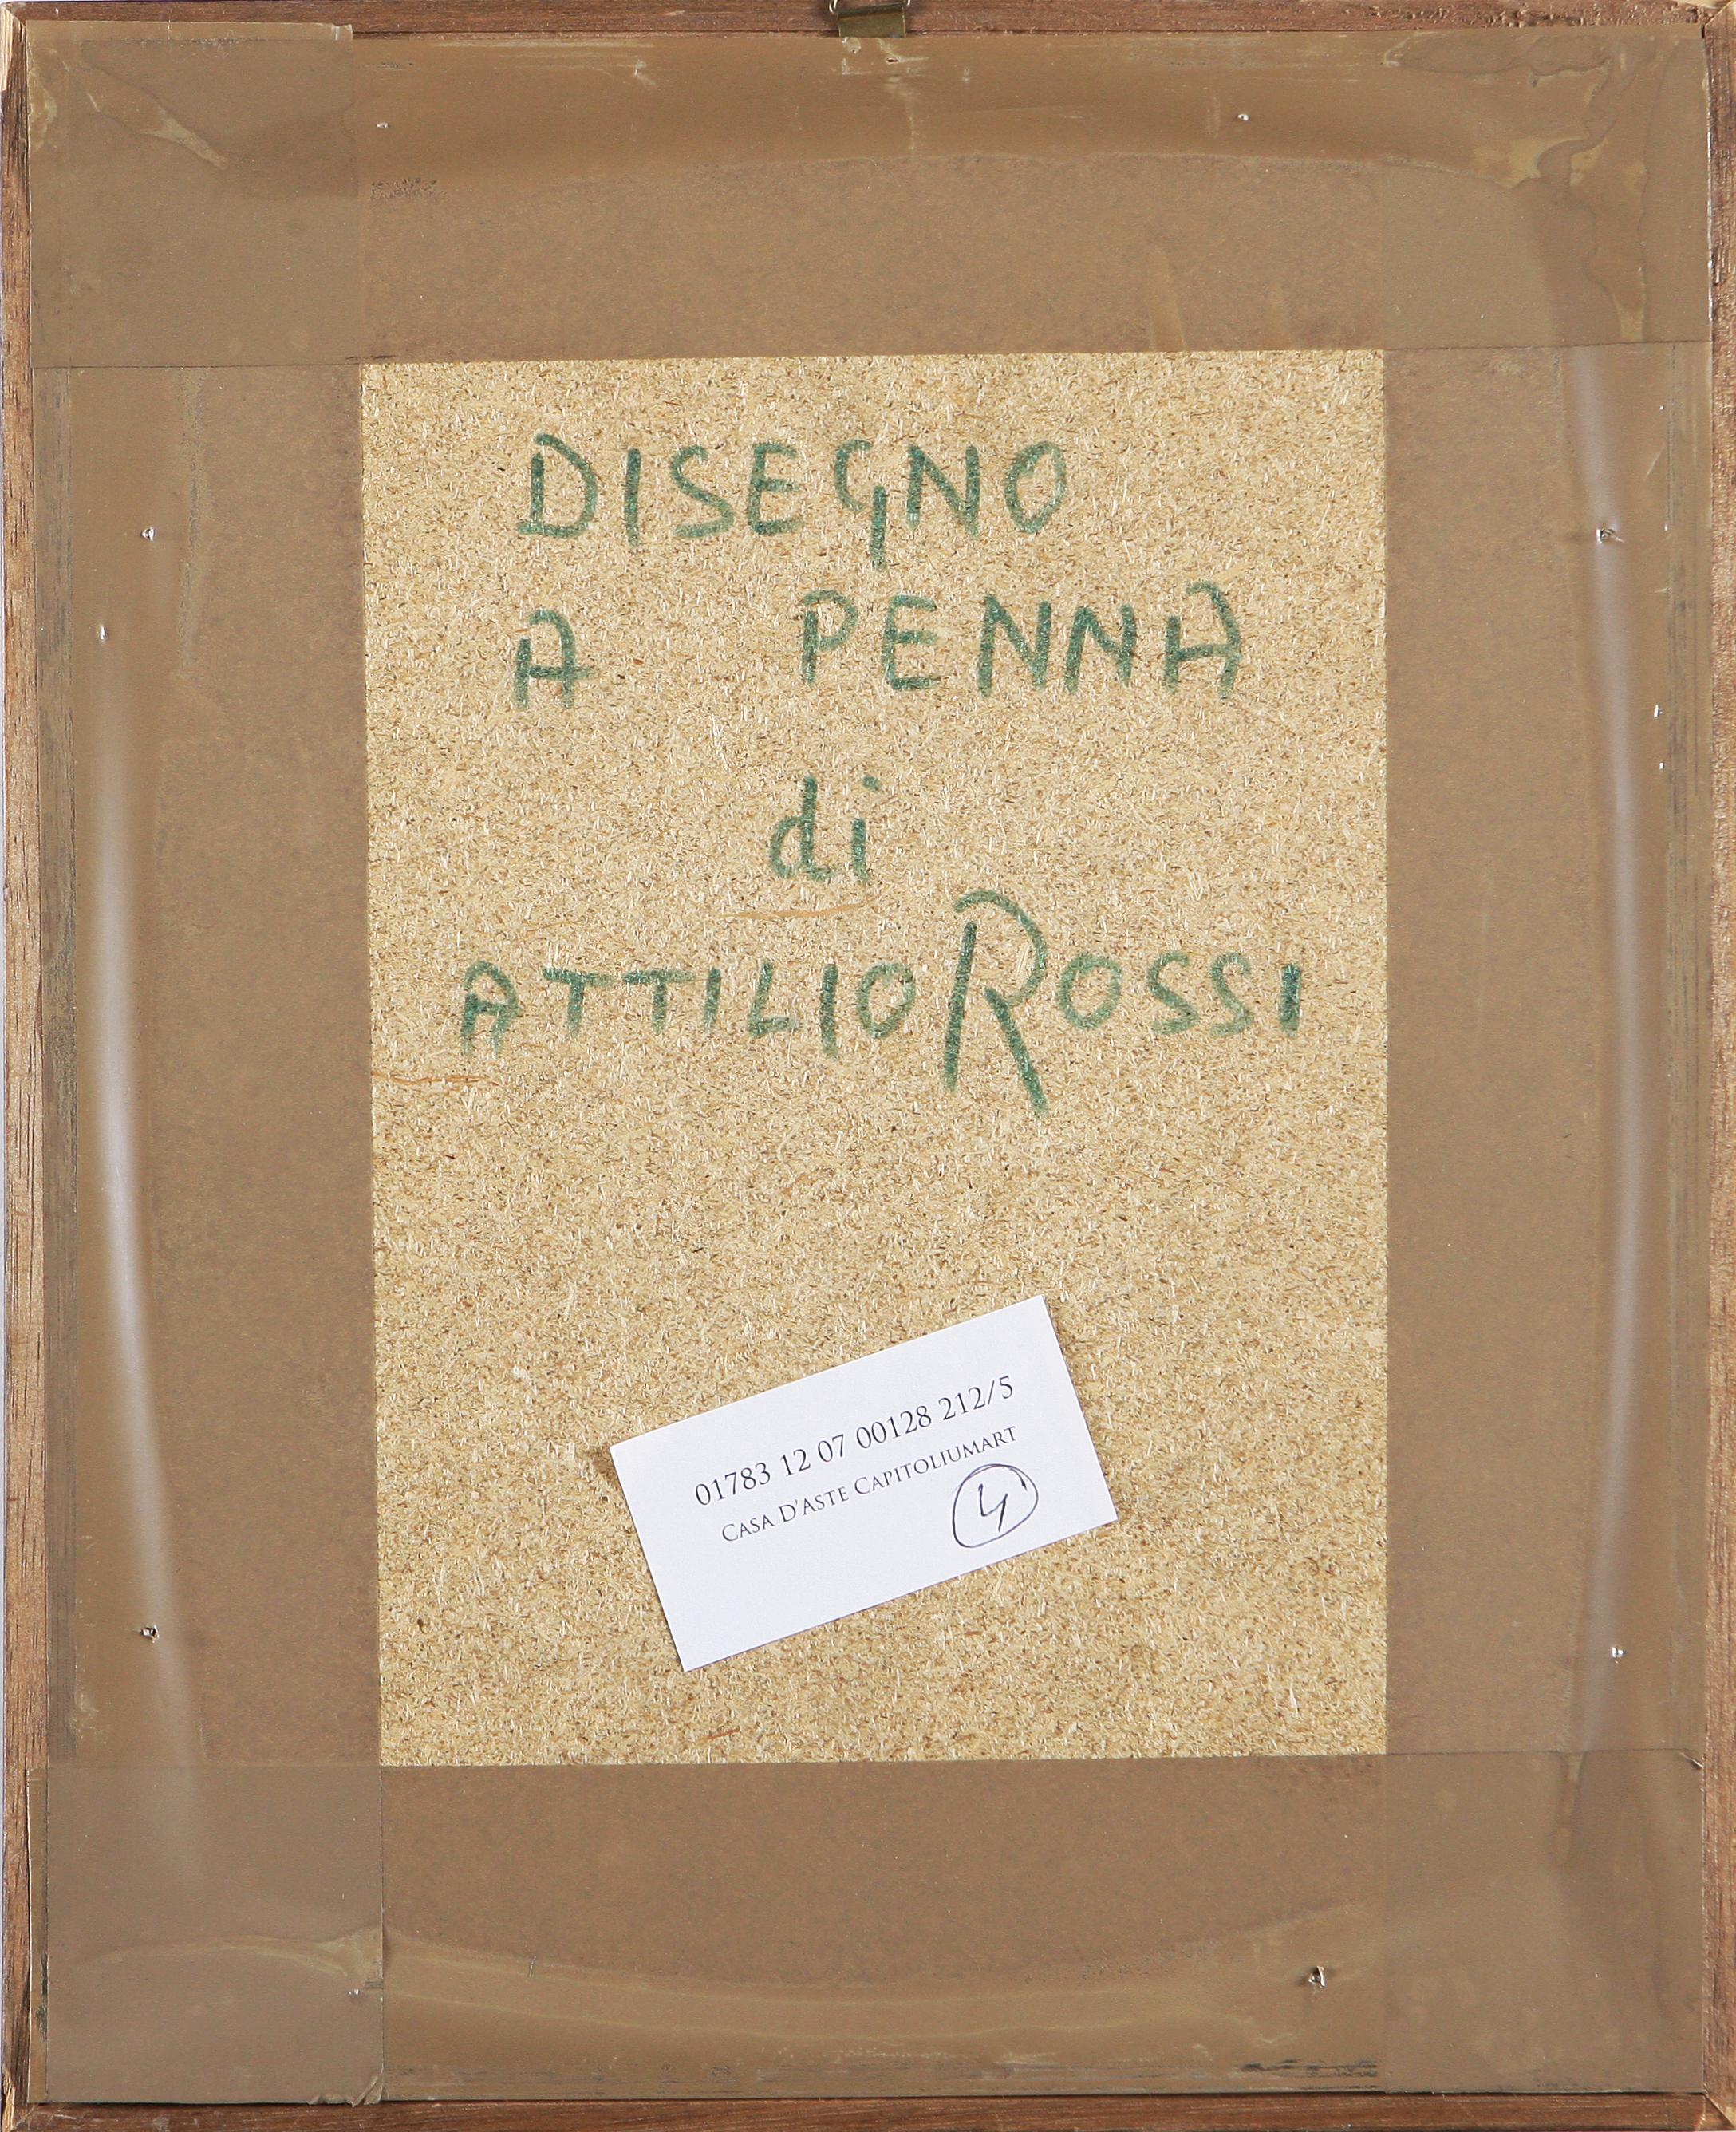 DISEGNO
A PENNA
di
ATTILIO ROSSI
01783 12 07 00128 212/5
CASA D'ASTE CAPITOLIUMART
4